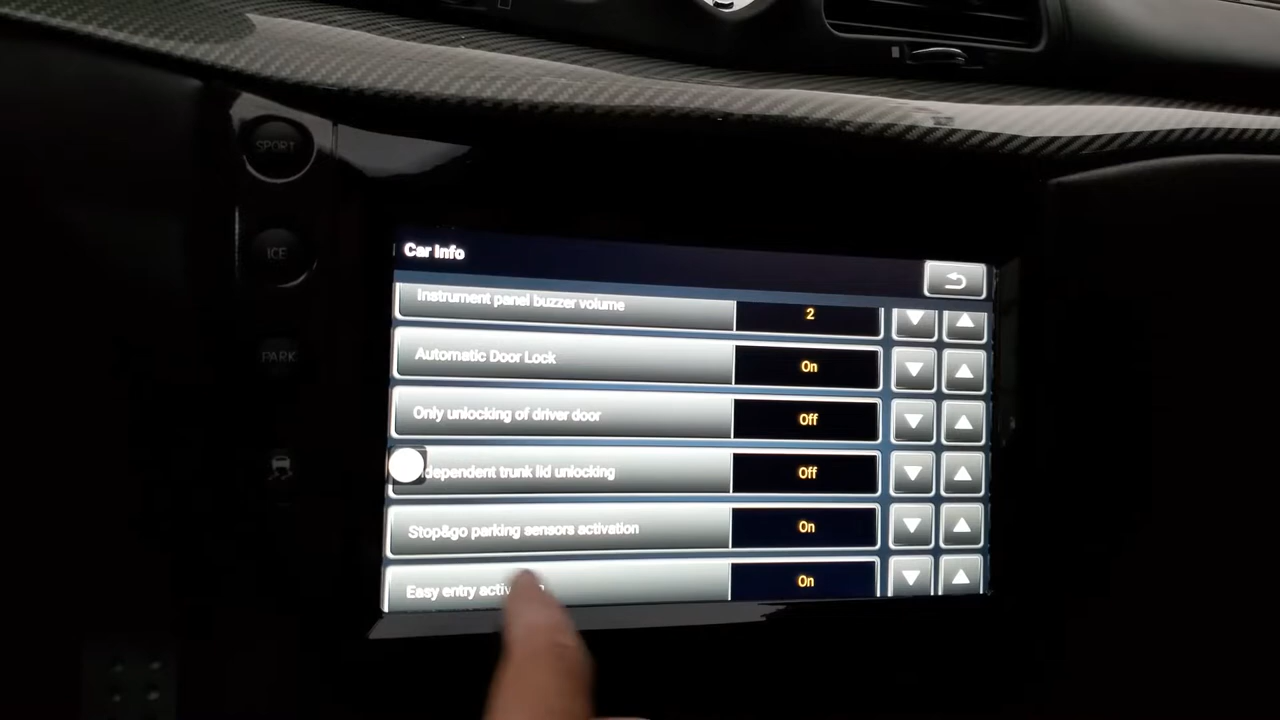 SPORT
ICE
PARK
Car Info
Instrument panel buzzer volume 2
Automatic Door Lock On
Only unlocking of driver door Off
dependent trunk lid unlocking Off
Stop&go parking sensors activation On
Easy entry On